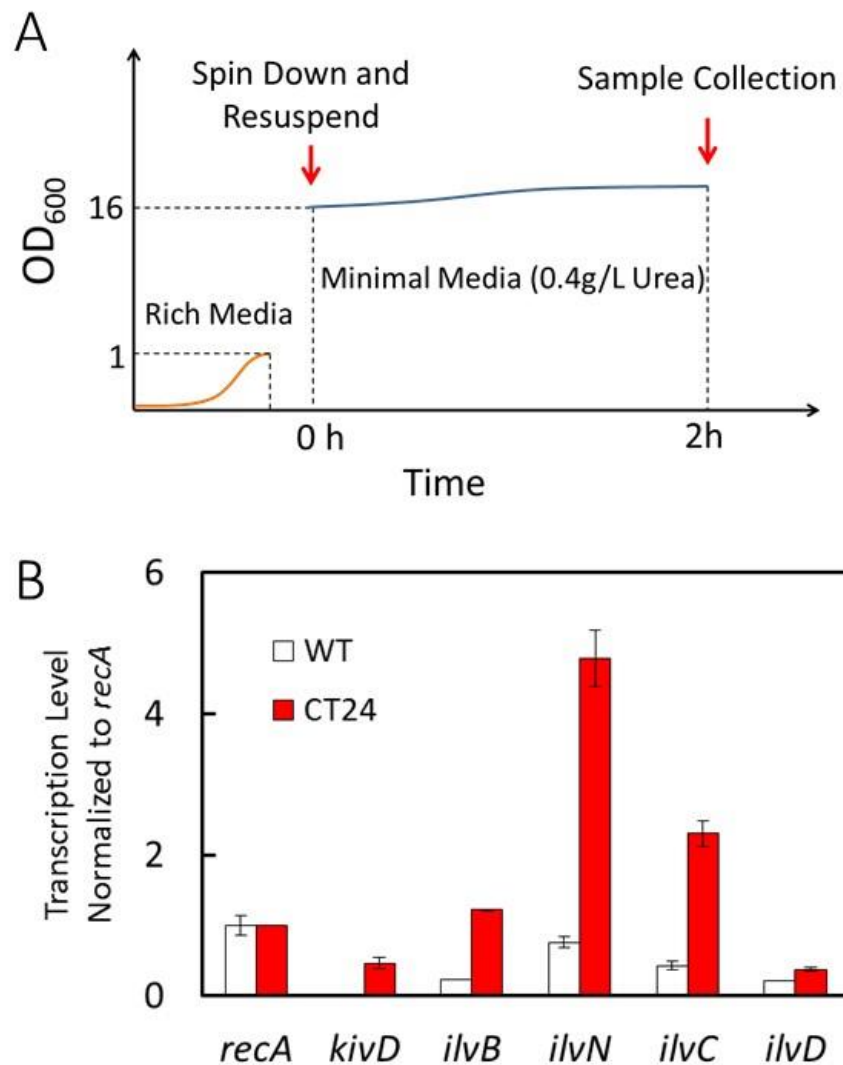 A
Spin Down and
Resuspend
Sample Collection
OD600
16
Minimal Media (0.4g/L Urea)
Rich Media
1
0 h
2h
Time
B
Transcription Level
Normalized to recA
6
4
2
0
WT
CT24
recA kivD ilvB ilvN ilvC ilvD